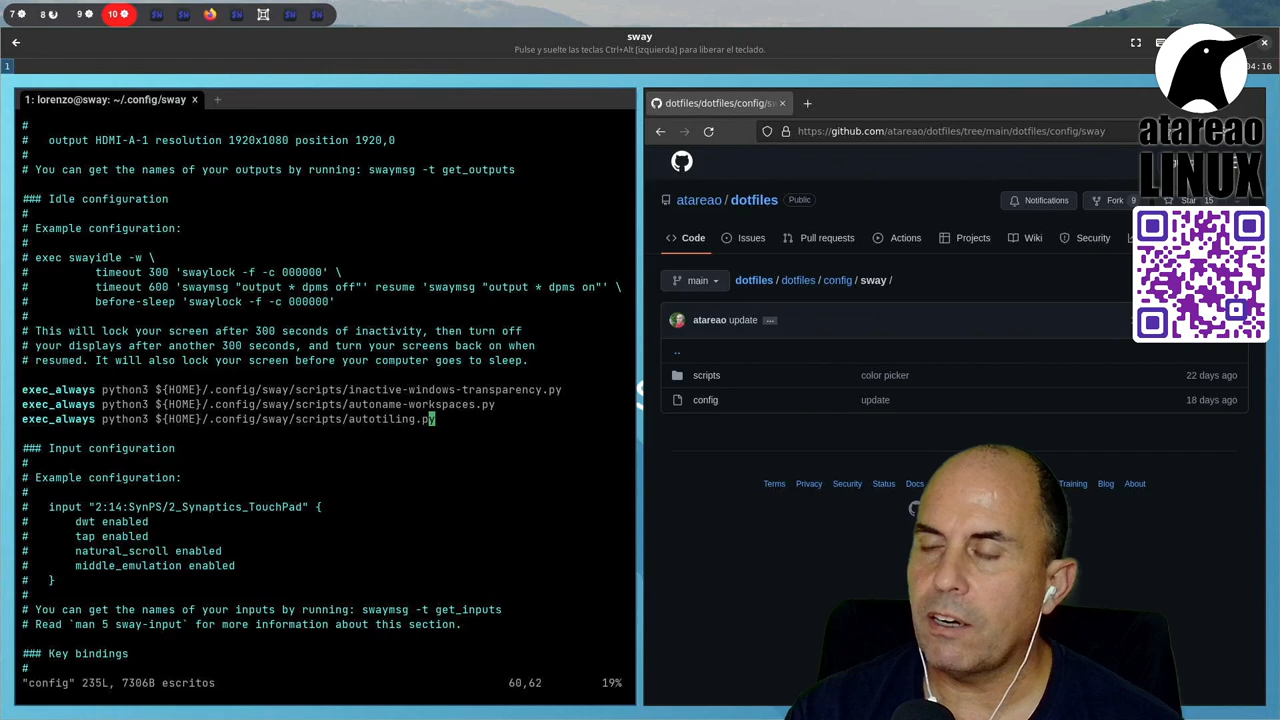 7 8 9 10
sway
Pulse y suelte las teclas Ctrl+Alt [izquierda] para liberar el teclado.
1
04:16
1: lorenzo@sway: ~/.config/sway
#
#   output HDMI-A-1 resolution 1920x1080 position 1920,0
#
# You can get the names of your outputs by running: swaymsg -t get_outputs
### Idle configuration
#
# Example configuration:
#
# exec swayidle -w \
#          timeout 300 'swaylock -f -c 000000' \
#          timeout 600 'swaymsg "output * dpms off"' resume 'swaymsg "output * dpms on"' \
#          before-sleep 'swaylock -f -c 000000'
#
# This will lock your screen after 300 seconds of inactivity, then turn off
# your displays after another 300 seconds, and turn your screens back on when
# resumed. It will also lock your screen before your computer goes to sleep.
exec_always python3 ${HOME}/.config/sway/scripts/inactive-windows-transparency.py
exec_always python3 ${HOME}/.config/sway/scripts/autoname-workspaces.py
exec_always python3 ${HOME}/.config/sway/scripts/autotiling.py
### Input configuration
#
# Example configuration:
#
#   input "2:14:SynPS/2_Synaptics_TouchPad" {
#       dwt enabled
#       tap enabled
#       natural_scroll enabled
#       middle_emulation enabled
#   }
#
# You can get the names of your inputs by running: swaymsg -t get_inputs
# Read `man 5 sway-input` for more information about this section.
### Key bindings
#
"config" 235L, 7306B escritos 60,62 19%
dotfiles/dotfiles/config/s
https://github.com/atareao/dotfiles/tree/main/dotfiles/config/sway
atareao / dotfiles Public
Notifications Fork 9 Star 15
Code Issues Pull requests Actions Projects Wiki Security
main dotfiles / dotfiles / config / sway /
atareao update
..
scripts color picker 22 days ago
config update 18 days ago
Terms Privacy Security Status Docs Training Blog About
atareao
LINUX